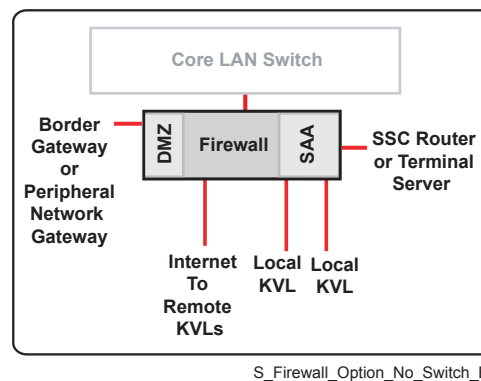 Core LAN Switch
Border
Gateway
or
Peripheral
Network
Gateway
DMZ
Firewall
SAA
SSC Router
or Terminal
Server
Internet
To
Remote
KVLs
Local
KVL
Local
KVL